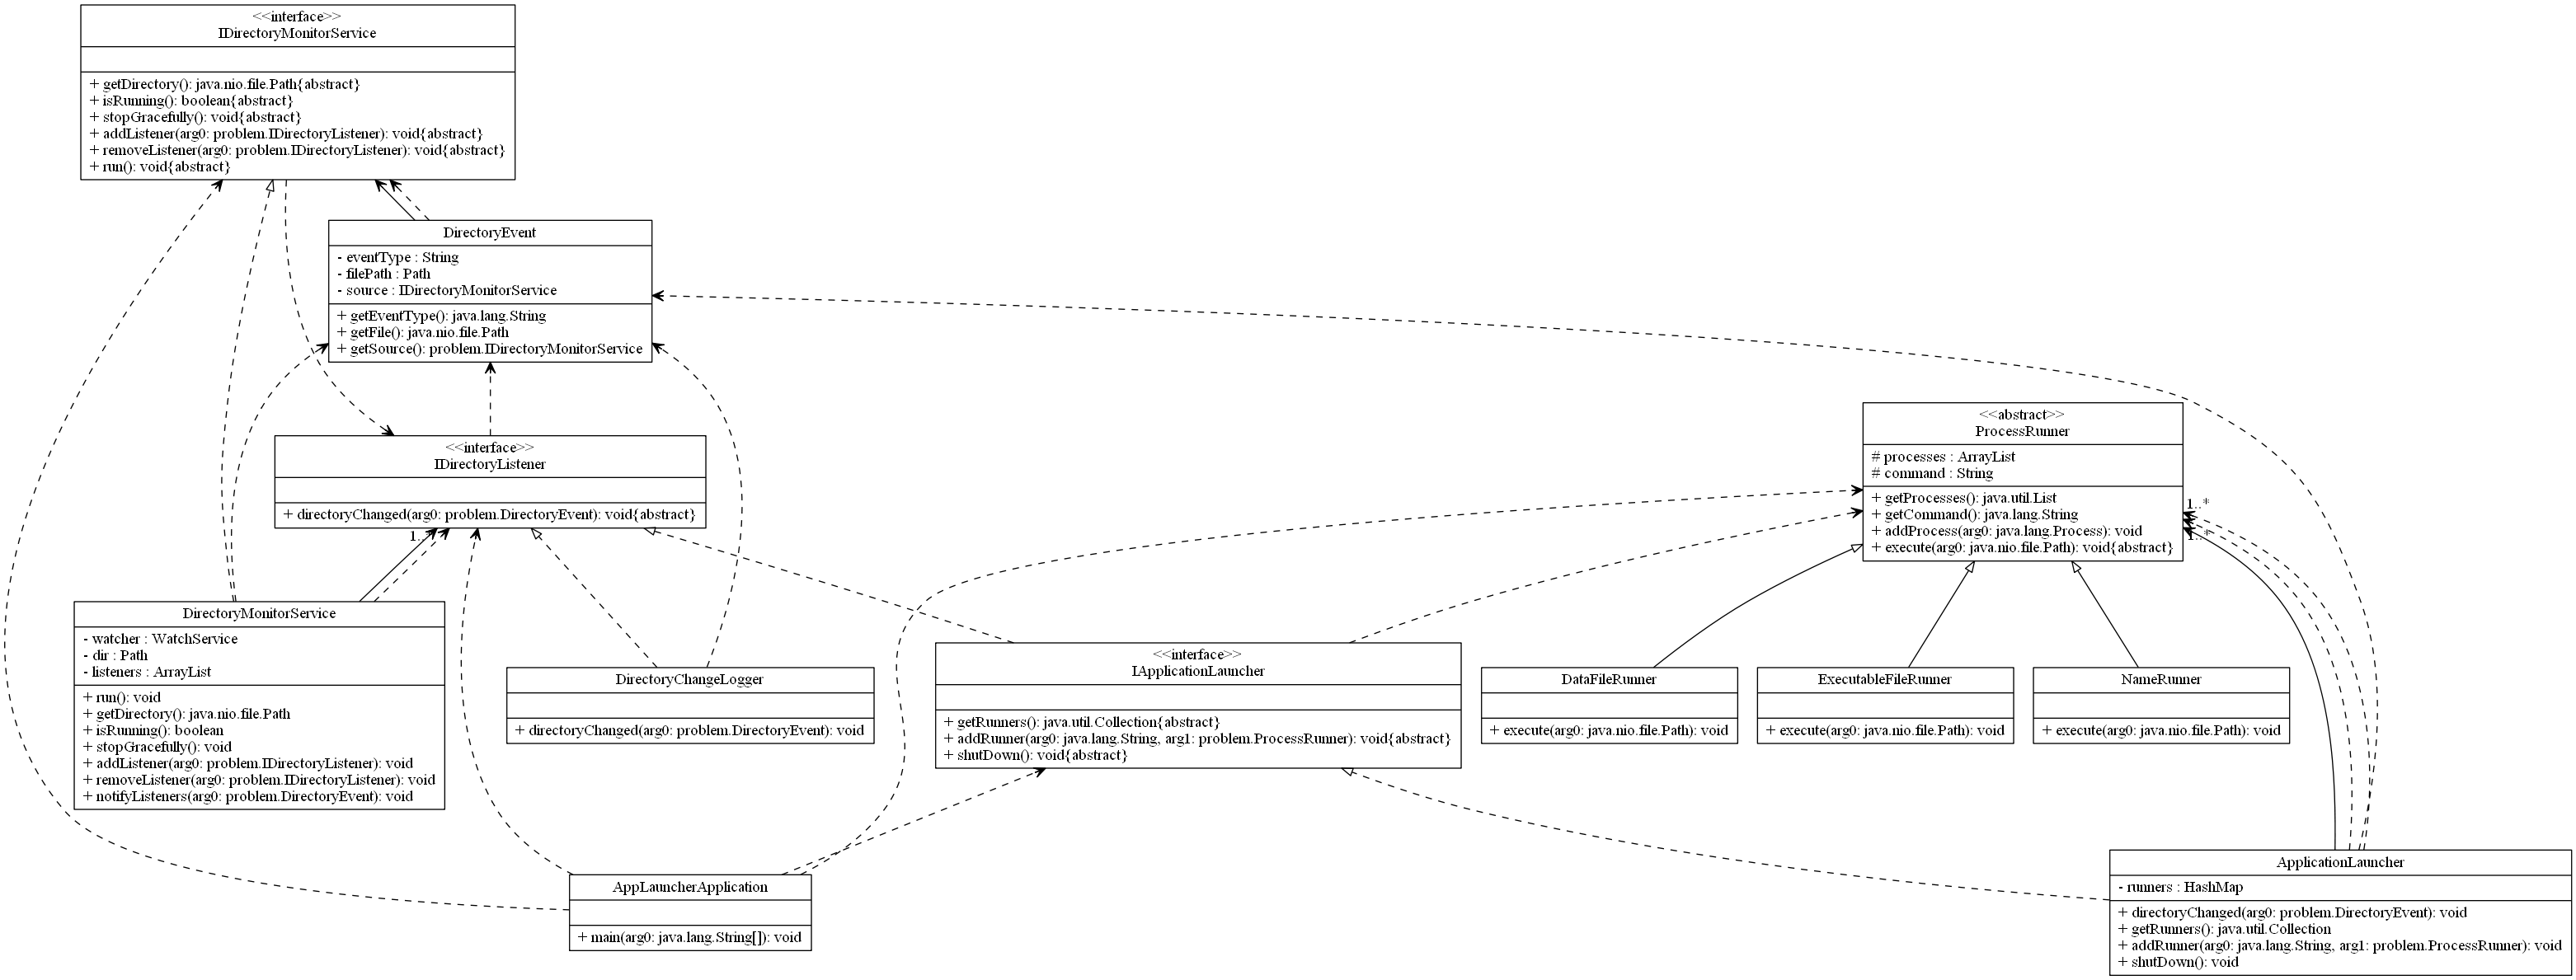 <<interface>>
IDirectoryMonitorService
+ getDirectory(): java.nio.file.Path{abstract}
+ isRunning(): boolean{abstract}
+ stopGracefully(): void{abstract}
+ addListener(arg0: problem.IDirectoryListener): void{abstract}
+ removeListener(arg0: problem.IDirectoryListener): void{abstract}
+ run(): void{abstract}
DirectoryEvent
- eventType : String
- filePath : Path
- source : IDirectoryMonitorService
+ getEventType(): java.lang.String
+ getFile(): java.nio.file.Path
+ getSource(): problem.IDirectoryMonitorService
<<interface>>
IDirectoryListener
+ directoryChanged(arg0: problem.DirectoryEvent): void{abstract}
<<abstract>>
ProcessRunner
# processes : ArrayList
# command : String
+ getProcesses(): java.util.List
+ getCommand(): java.lang.String
+ addProcess(arg0: java.lang.Process): void
+ execute(arg0: java.nio.file.Path): void{abstract}
1..*
1..*
DirectoryMonitorService
- watcher : WatchService
- dir : Path
- listeners : ArrayList
+ run(): void
+ getDirectory(): java.nio.file.Path
+ isRunning(): boolean
+ stopGracefully(): void
+ addListener(arg0: problem.IDirectoryListener): void
+ removeListener(arg0: problem.IDirectoryListener): void
+ notifyListeners(arg0: problem.DirectoryEvent): void
DirectoryChangeLogger
+ directoryChanged(arg0: problem.DirectoryEvent): void
<<interface>>
IApplicationLauncher
+ getRunners(): java.util.Collection{abstract}
+ addRunner(arg0: java.lang.String, arg1: problem.ProcessRunner): void{abstract}
+ shutDown(): void{abstract}
DataFileRunner
+ execute(arg0: java.nio.file.Path): void
ExecutableFileRunner
+ execute(arg0: java.nio.file.Path): void
NameRunner
+ execute(arg0: java.nio.file.Path): void
AppLauncherApplication
+ main(arg0: java.lang.String[]): void
ApplicationLauncher
- runners : HashMap
+ directoryChanged(arg0: problem.DirectoryEvent): void
+ getRunners(): java.util.Collection
+ addRunner(arg0: java.lang.String, arg1: problem.ProcessRunner): void
+ shutDown(): void